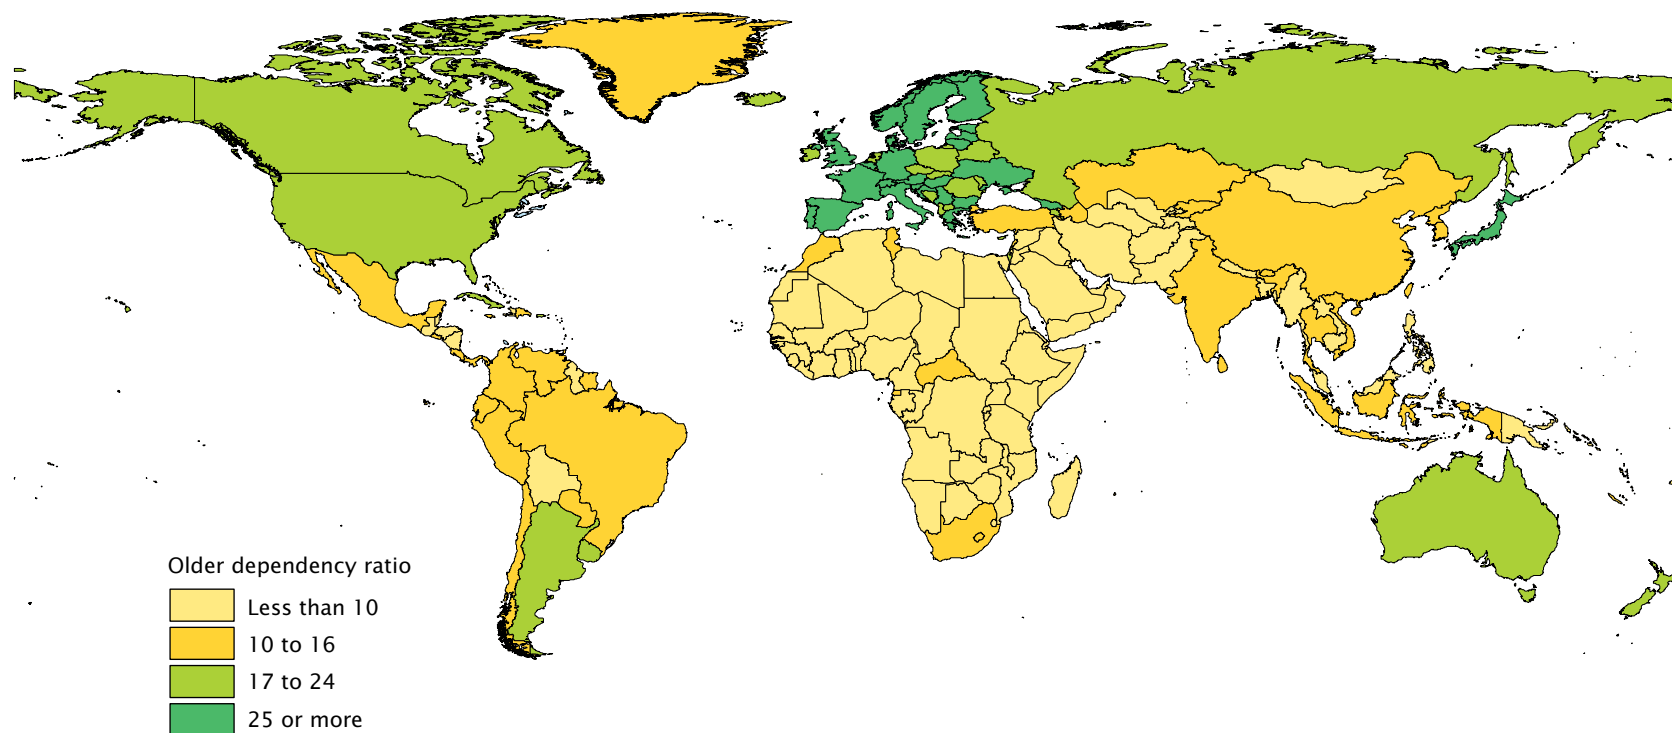 Older dependency ratio
Less than 10
10 to 16
17 to 24
25 or more